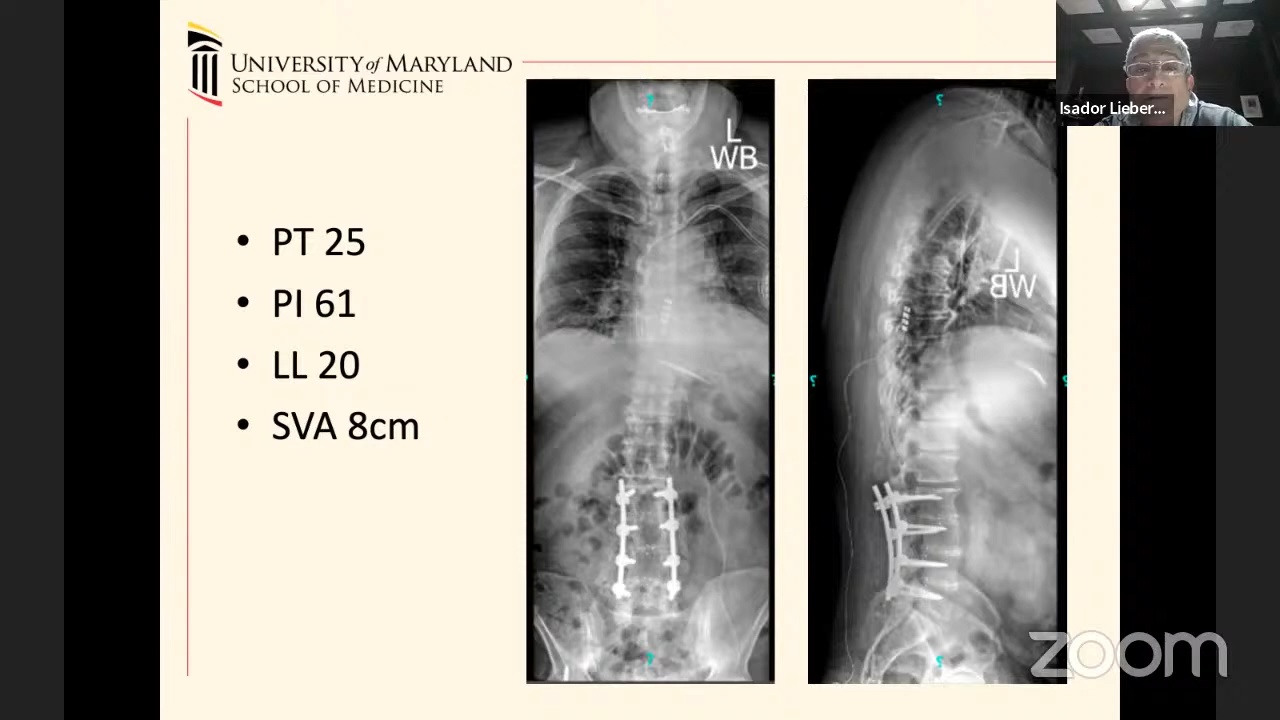 UNIVERSITY of MARYLAND
SCHOOL OF MEDICINE
Isador Lieber...
L
WB
L
WB
• PT 25
• PI 61
• LL 20
• SVA 8cm
?
?
?
?
?
?
zoom